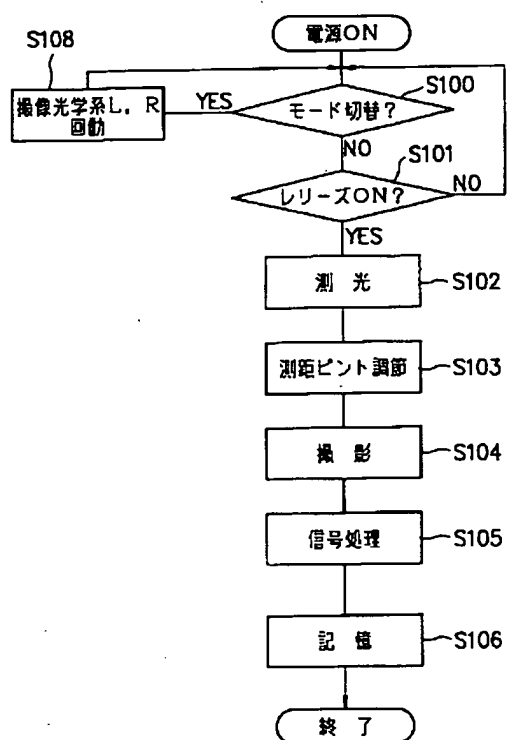 電源ON
S108
S100
撮像光学系L，R
回動
YES
モード切替？
NO
S101
レリーズON？
NO
YES
測光
S102
測距ピント調節
S103
撮影
S104
信号処理
S105
記憶
S106
終了